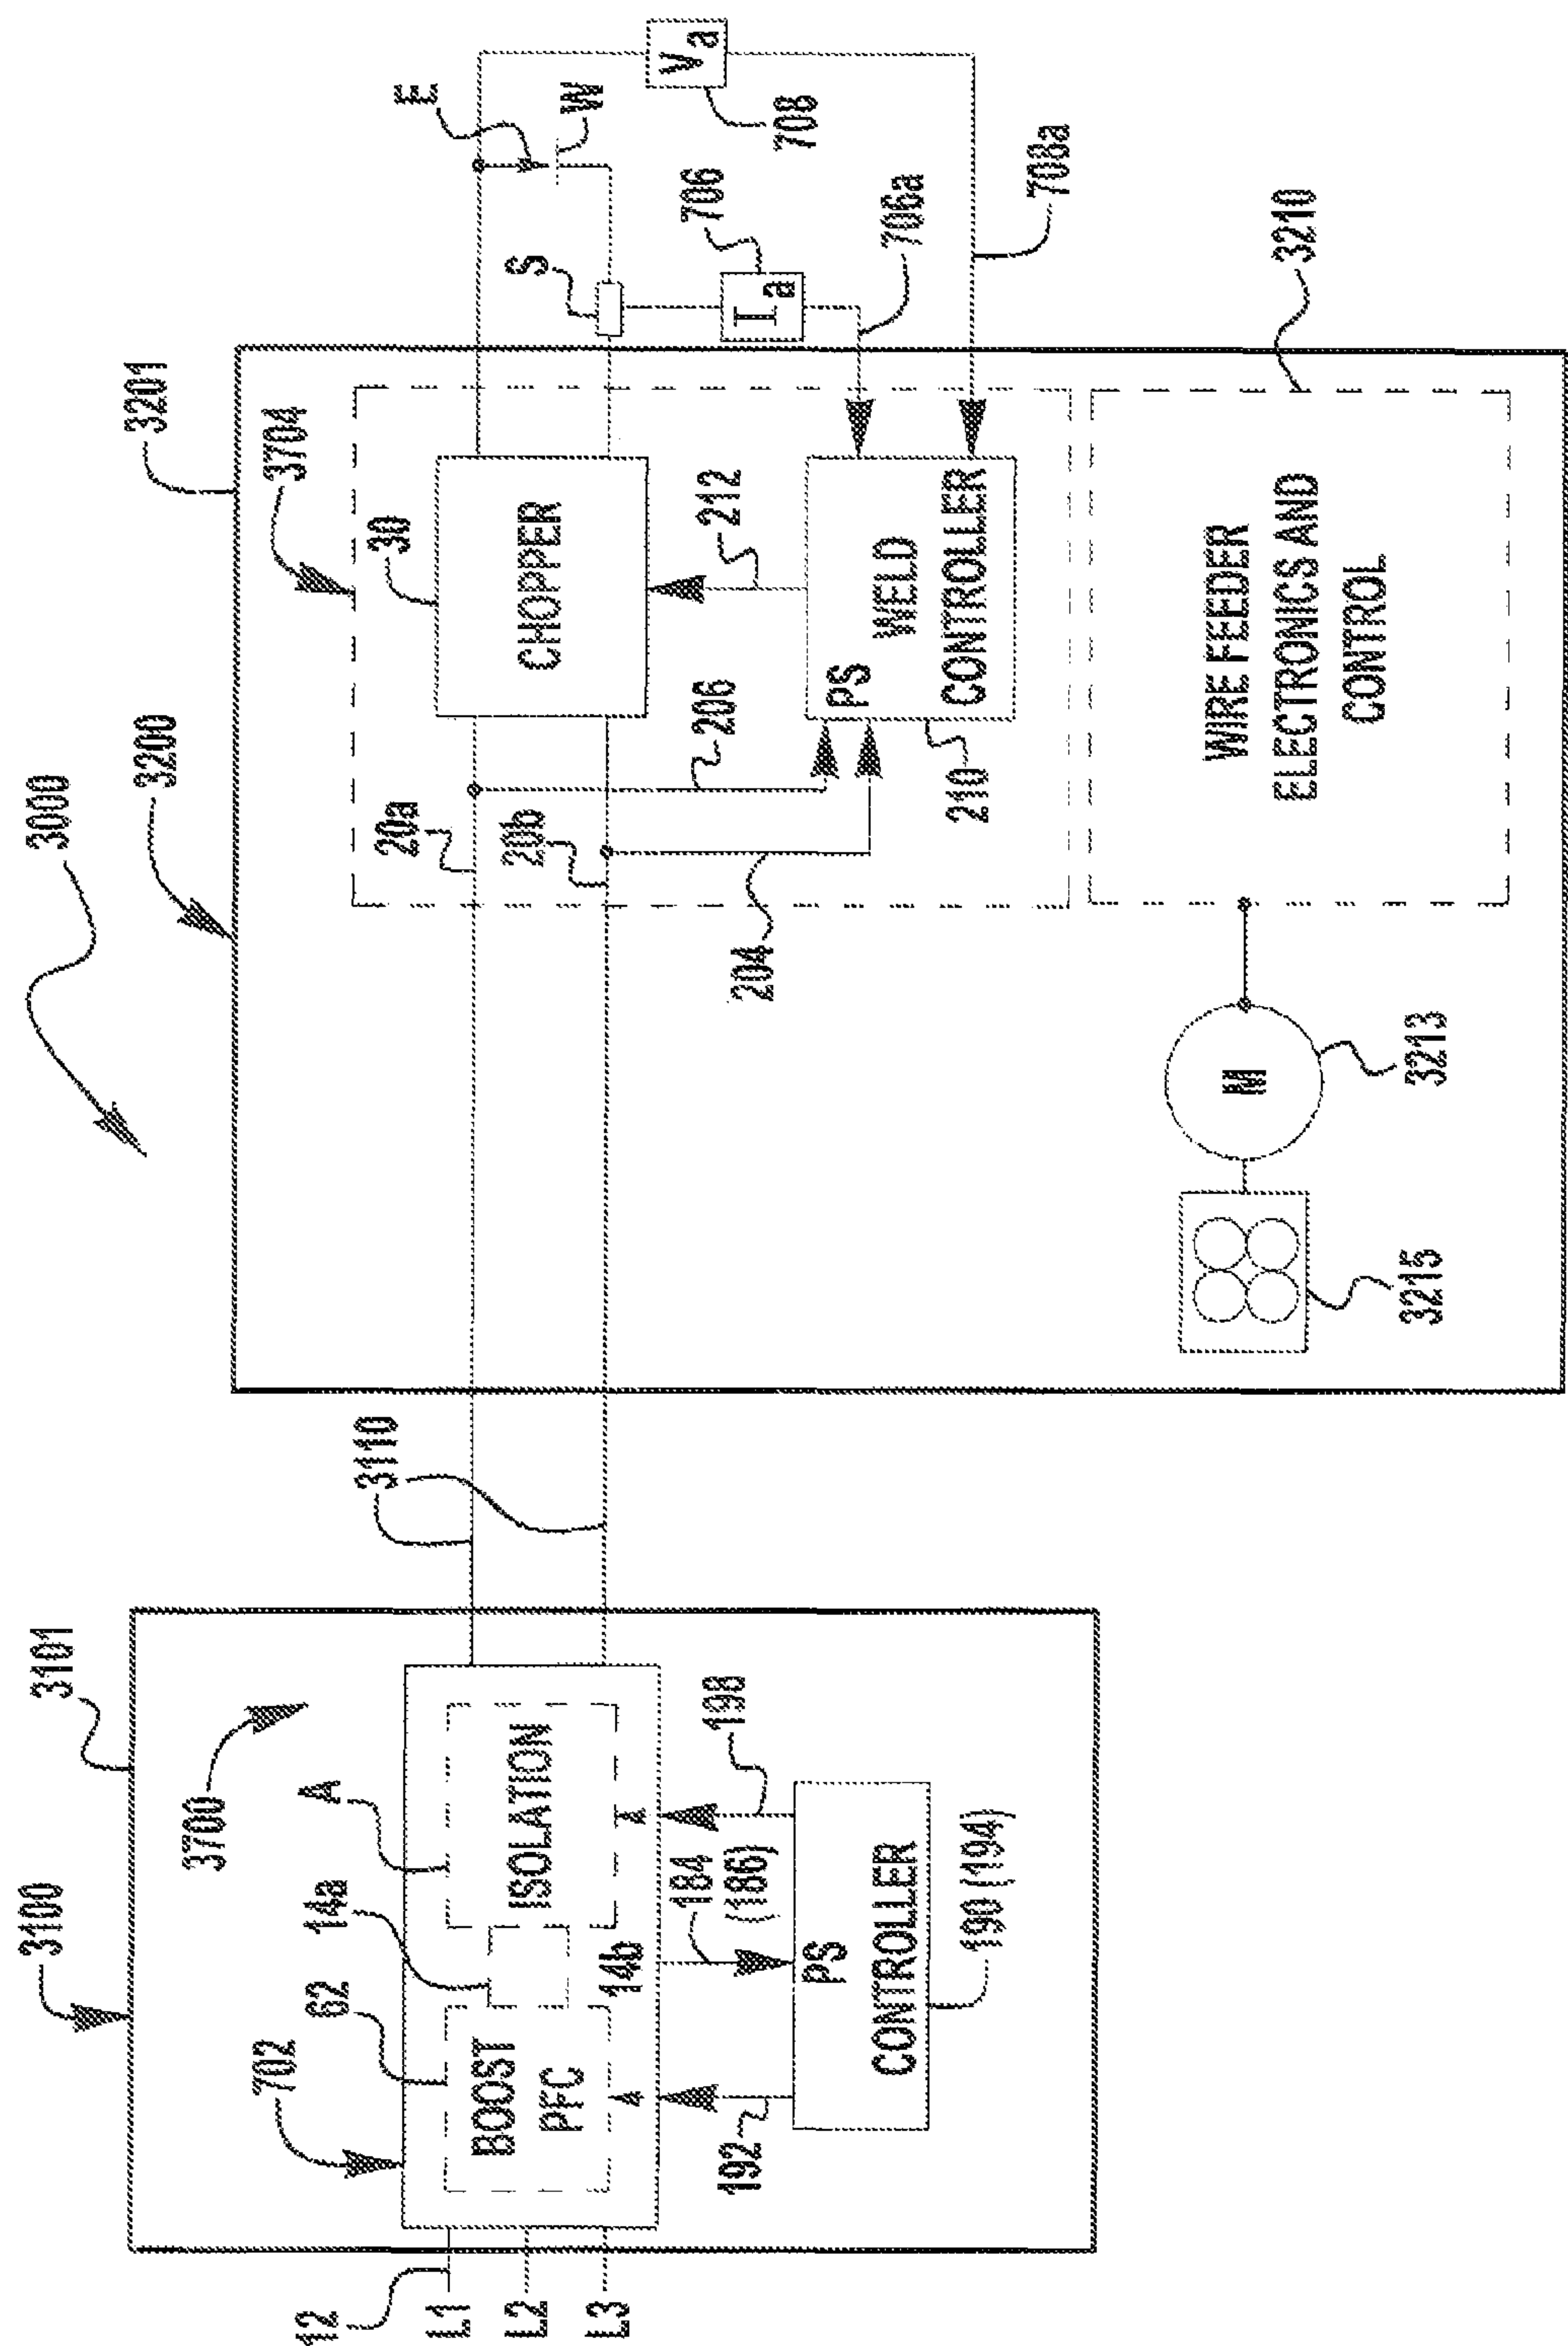 3000
3100
3101
3700
702
62
14a
A
BOOST
PFC
ISOLATION
14b
12
L1
L2
L3
192
184
(186)
198
PS
CONTROLLER
190 (194)
3110
3200
3201
3704
30
20a
20b
CHOPPER
206
204
212
PS
WELD
CONTROLLER
210
E
W
S
Va
708
Ia
706
706a
708a
3210
WIRE FEEDER
ELECTRONICS AND
CONTROL
M
3213
3215